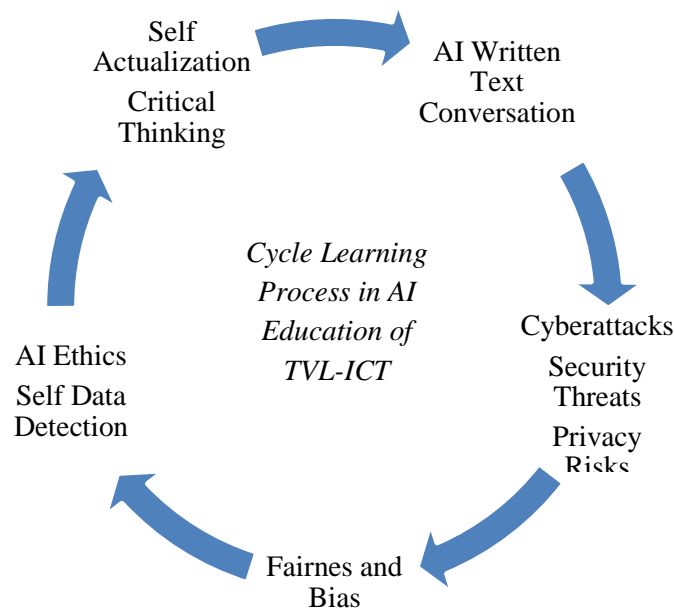 Self
Actualization
Critical
Thinking
AI Written
Text
Conversation
Cycle Learning
Process in AI
Education of
TVL-ICT
Cyberattacks
Security
Threats
Privacy
Risks
AI Ethics
Self Data
Detection
Fairnes and
Bias